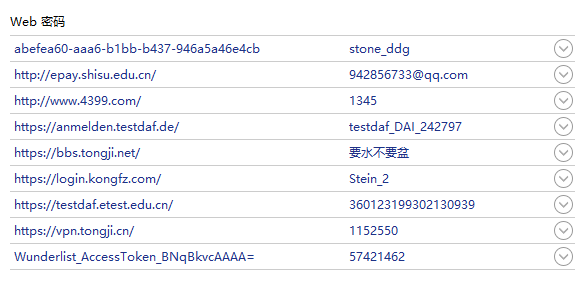 Web 密码
abefea60-aaa6-b1bb-b437-946a5a46e4cb stone_ddg
http://epay.shisu.edu.cn/ 942856733@qq.com
http://www.4399.com/ 1345
https://anmelden.testdaf.de/ testdaf_DAI_242797
https://bbs.tongji.net/ 要水不要盆
https://login.kongfz.com/ Stein_2
https://testdaf.etest.edu.cn/ 360123199302130939
https://vpn.tongji.cn/ 1152550
Wunderlist_AccessToken_BNqBkvcAAAA= 57421462